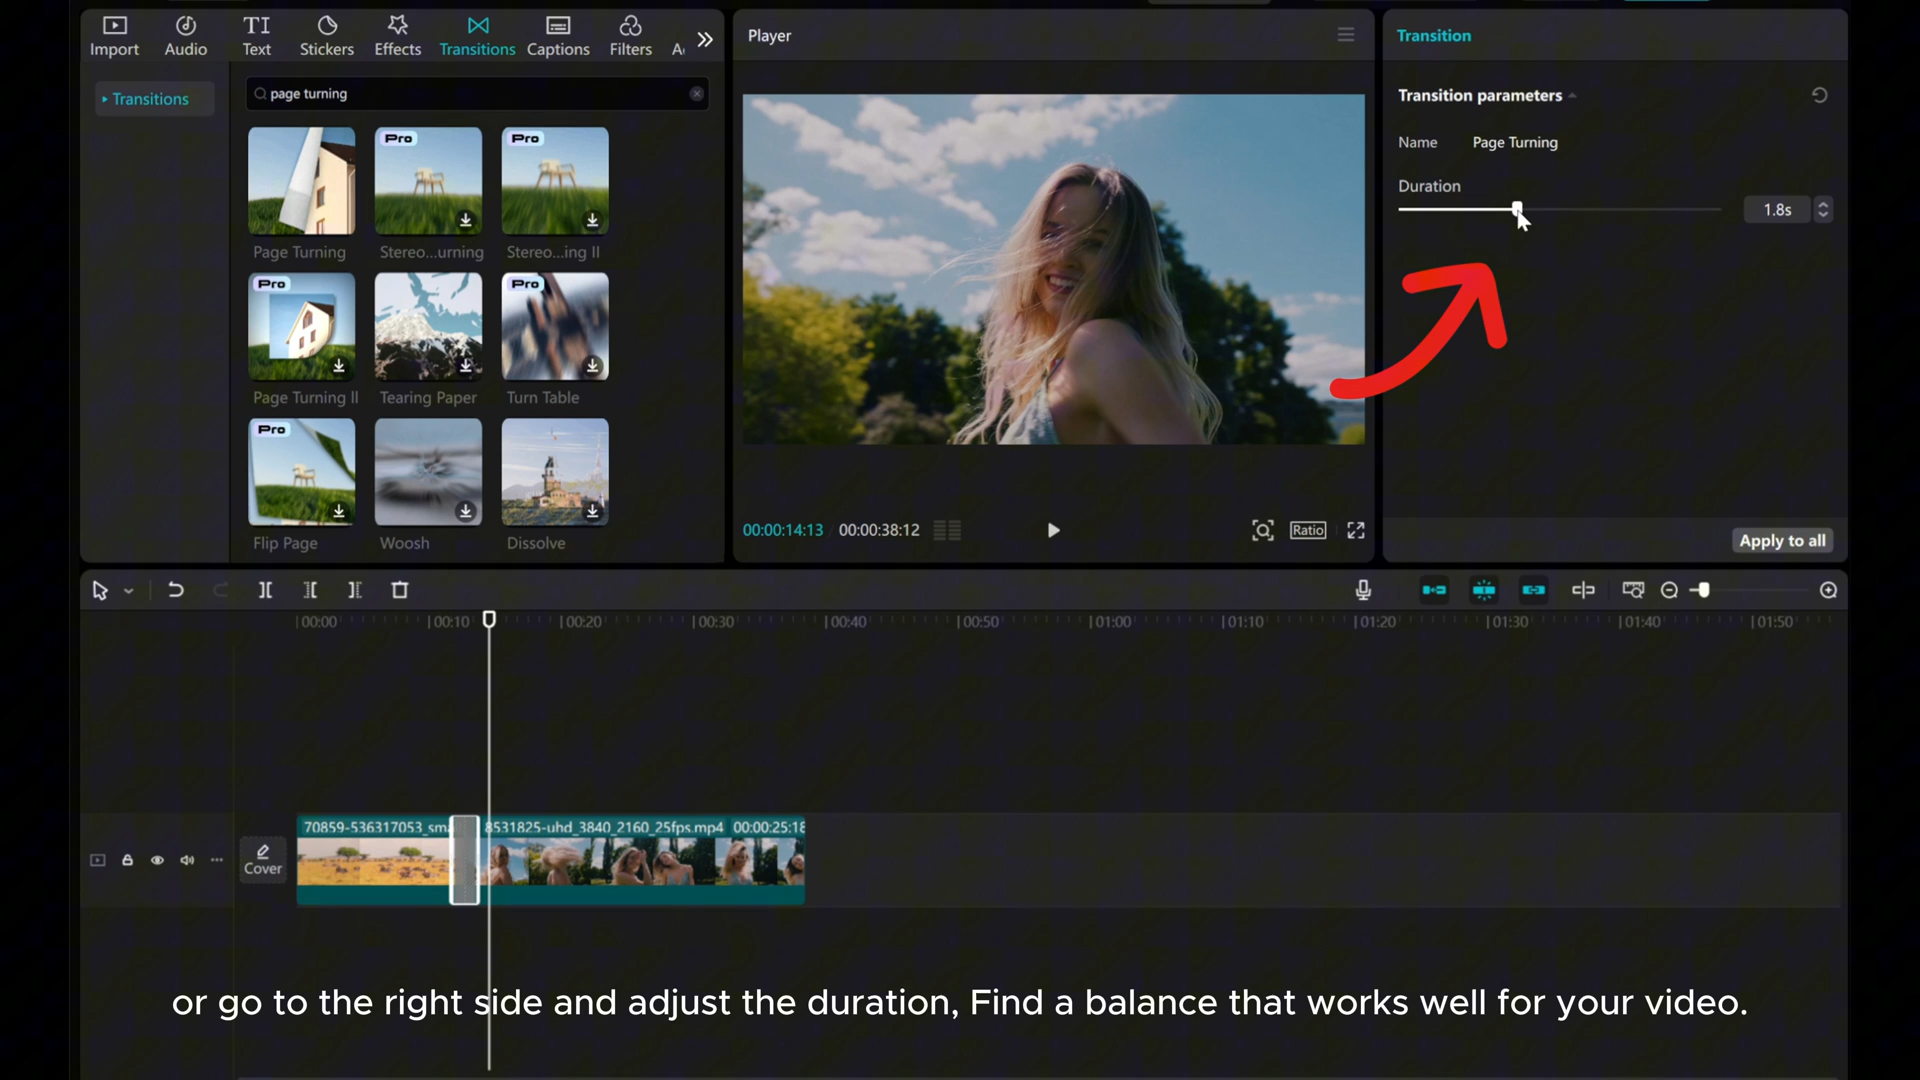 Import Audio Text Stickers Effects Transitions Captions Filters
Transitions
page turning
Pro Pro
Page Turning Stereo...urning Stereo...ing II
Pro Pro
Page Turning II Tearing Paper Turn Table
Pro
Flip Page Woosh Dissolve
Player
00:00:14:13 00:00:38:12
Ratio
Transition
Transition parameters
Name Page Turning
Duration
1.8s
Apply to all
00:00 00:10 00:20 00:30 00:40 00:50 01:00 01:10 01:20 01:30 01:40 01:50
Cover
70859-536317053_sma 8531825-uhd_3840_2160_25fps.mp4 00:00:25:18
or go to the right side and adjust the duration, Find a balance that works well for your video.